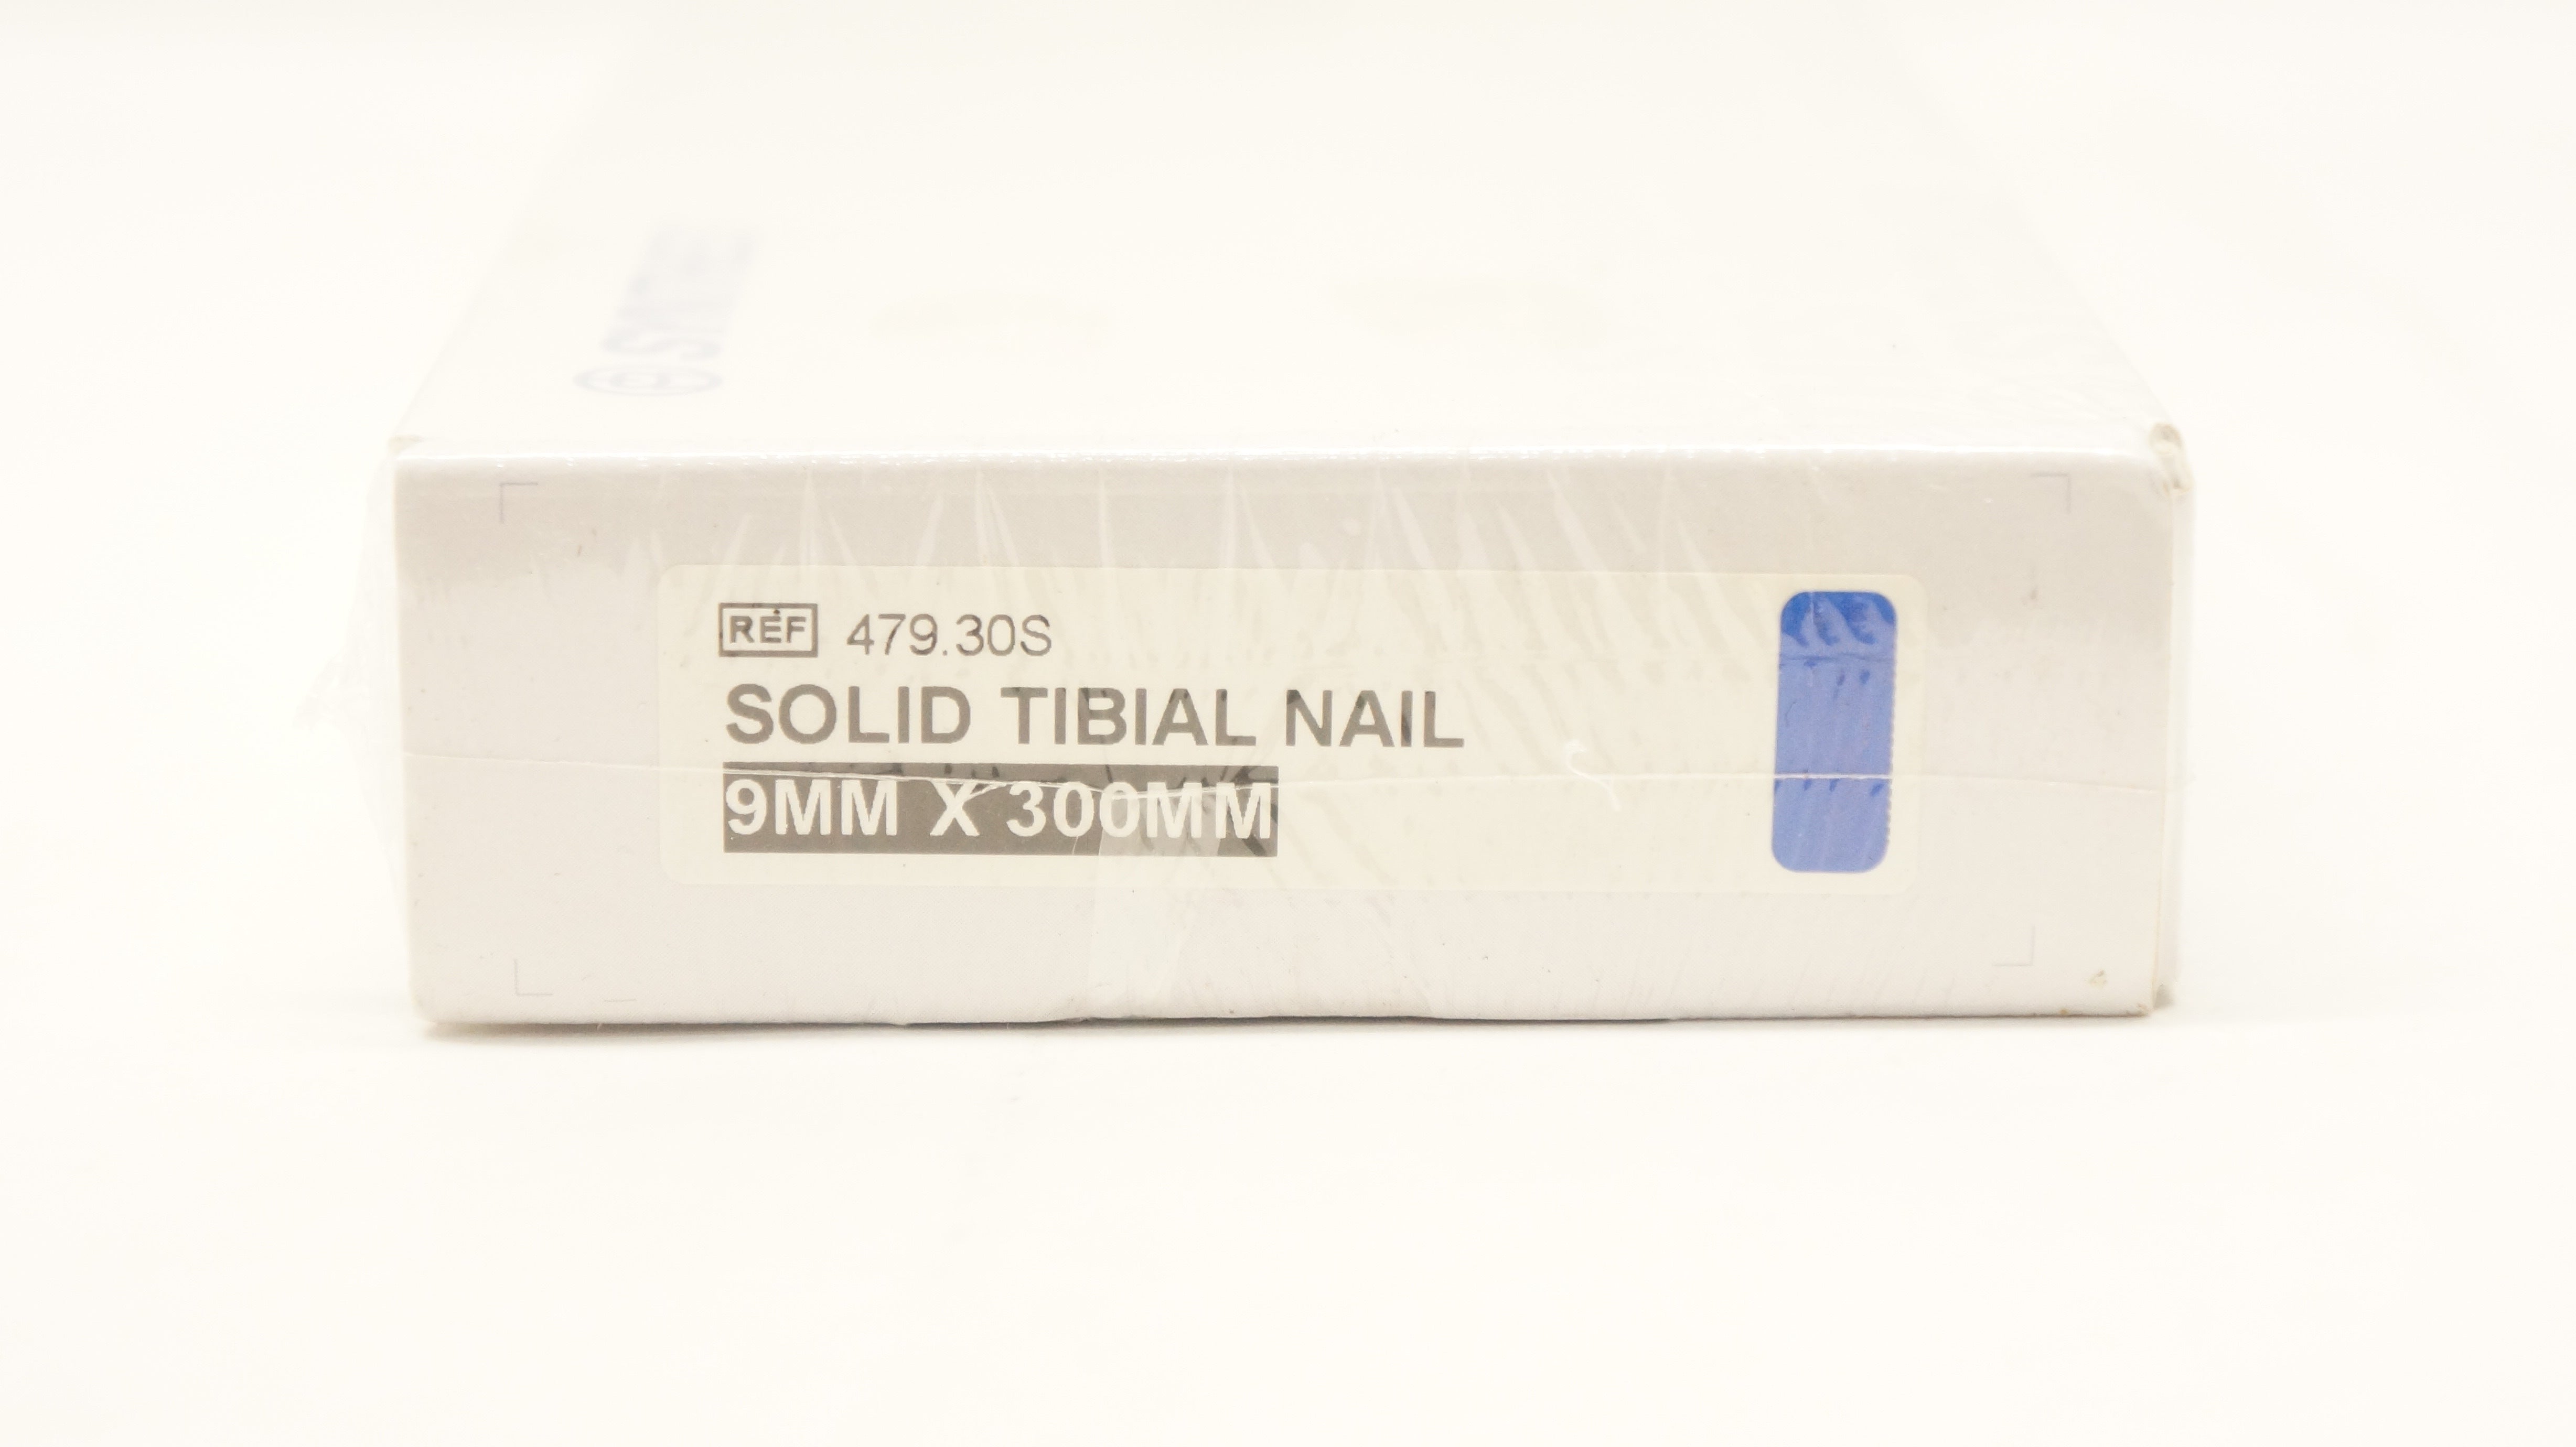 REF 479.30S
SOLID TIBIAL NAIL
9MM X 300MM